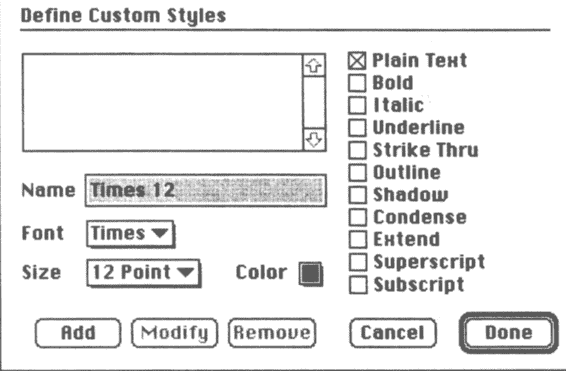 Define Custom Styles
Plain Text
Bold
Italic
Underline
Strike Thru
Outline
Shadow
Condense
Extend
Superscript
Subscript
Name Times 12
Font Times
Size 12 Point Color
Add Modify Remove Cancel Done